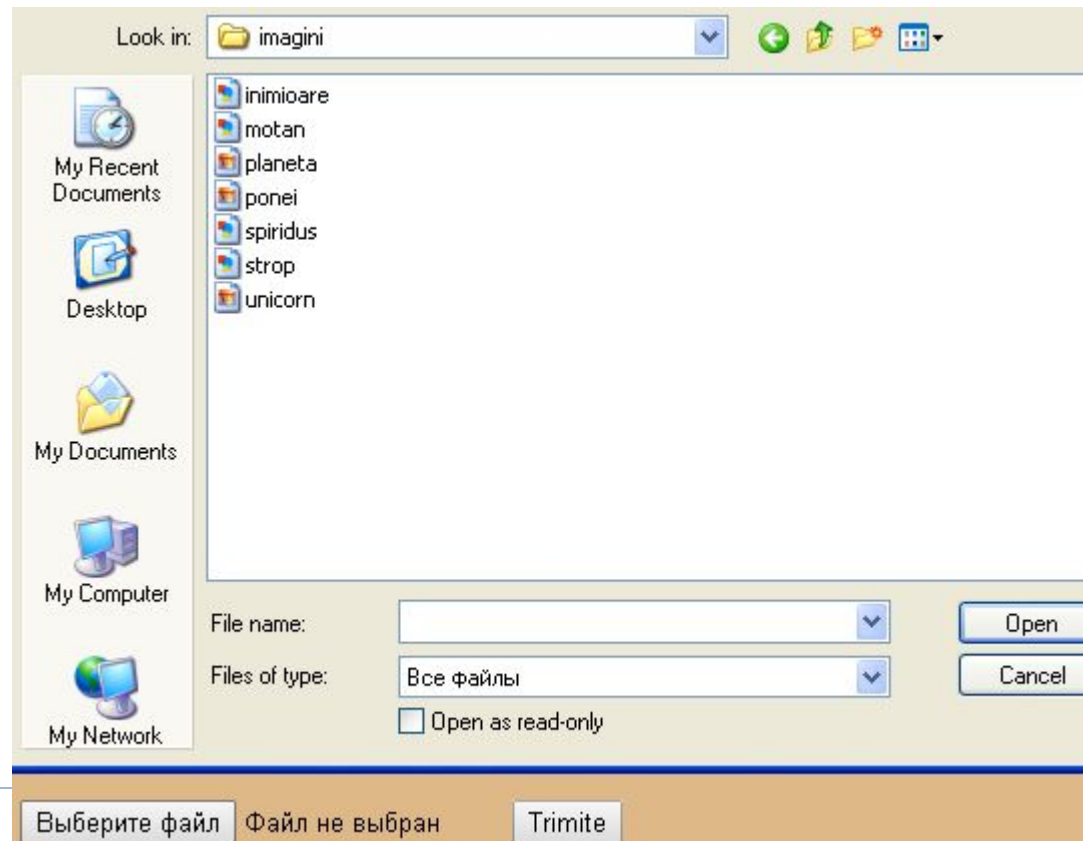 Look in: imagini
inimioare
motan
planeta
ponei
spiridus
strop
unicorn
My Recent
Documents
Desktop
My Documents
My Computer
My Network
File name: Open
Files of type: Все файлы Cancel
Open as read-only
Выберите файл Файл не выбран Trimite